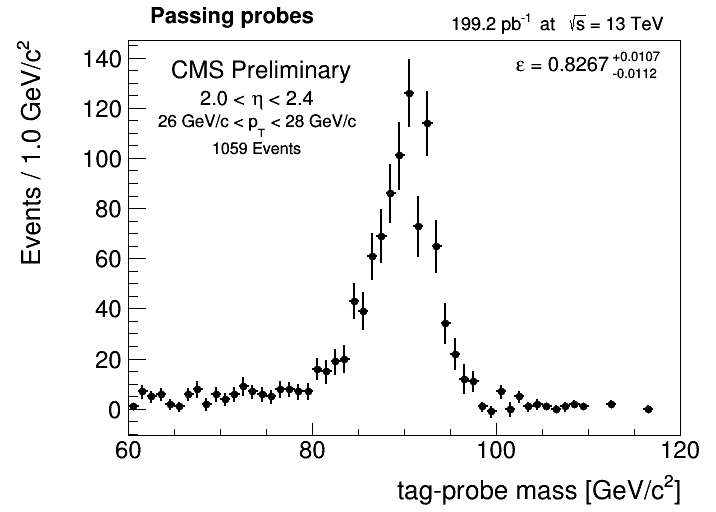 Passing probes
199.2 pb⁻¹ at √s = 13 TeV
CMS Preliminary
2.0 < η < 2.4
26 GeV/c < p_T < 28 GeV/c
1059 Events
ε = 0.8267 +0.0107 -0.0112
Events / 1.0 GeV/c²
140
120
100
80
60
40
20
0
60 80 100 120
tag-probe mass [GeV/c²]